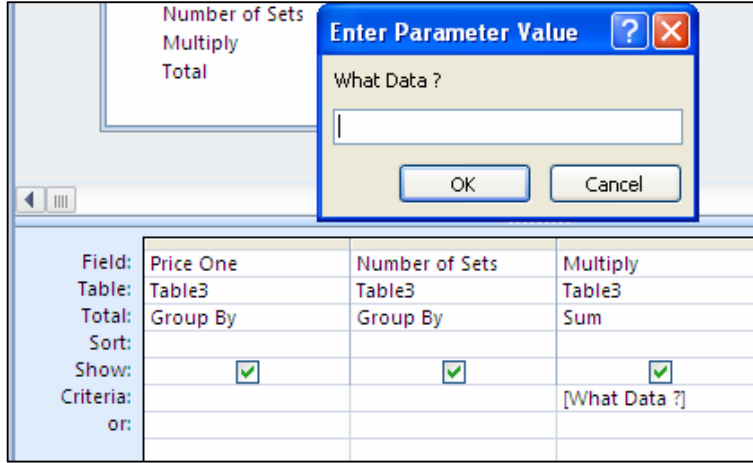 Number of Sets
Multiply
Total
Enter Parameter Value
What Data ?
OK
Cancel
Field: Price One Number of Sets Multiply
Table: Table3 Table3 Table3
Total: Group By Group By Sum
Sort:
Show:
Criteria: [What Data ?]
or: